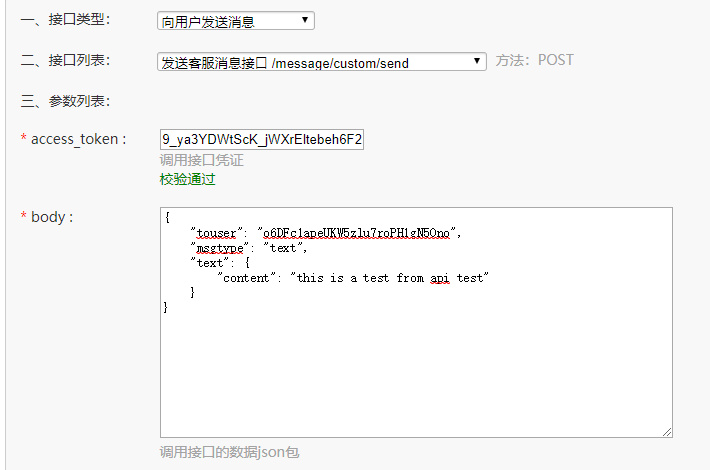 一、接口类型： 向用户发送消息
二、接口列表： 发送客服消息接口 /message/custom/send 方法：POST
三、参数列表：
* access_token : 9_ya3YDWtScK_jWXrEltebeh6F2
调用接口凭证
校验通过
* body : {
"touser": "o6DFc1apeUKW5zlu7roPH1gN5Ono",
"msgtype": "text",
"text": {
"content": "this is a test from api test"
}
}
调用接口的数据json包